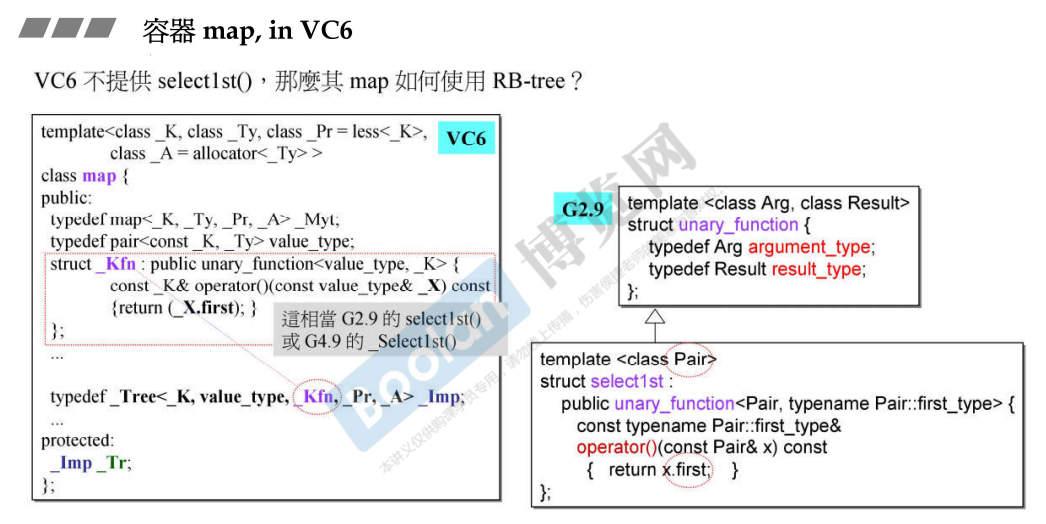 容器 map, in VC6
VC6 不提供 select1st()，那麼其 map 如何使用 RB-tree？
template<class _K, class _Ty, class _Pr = less<_K>,
class _A = allocator<_Ty> >
class map {
public:
typedef map<_K, _Ty, _Pr, _A> _Myt;
typedef pair<const _K, _Ty> value_type;
struct _Kfn : public unary_function<value_type, _K> {
const _K& operator()(const value_type& _X) const
{return (_X.first); }
};
...
typedef _Tree<_K, value_type, _Kfn, _Pr, _A> _Imp;
...
protected:
_Imp _Tr;
};
VC6
這相當 G2.9 的 select1st()
或 G4.9 的 _Select1st()
G2.9
template <class Arg, class Result>
struct unary_function {
typedef Arg argument_type;
typedef Result result_type;
};
template <class Pair>
struct select1st :
public unary_function<Pair, typename Pair::first_type> {
const typename Pair::first_type&
operator()(const Pair& x) const
{ return x.first; }
};
Boolan
博览网